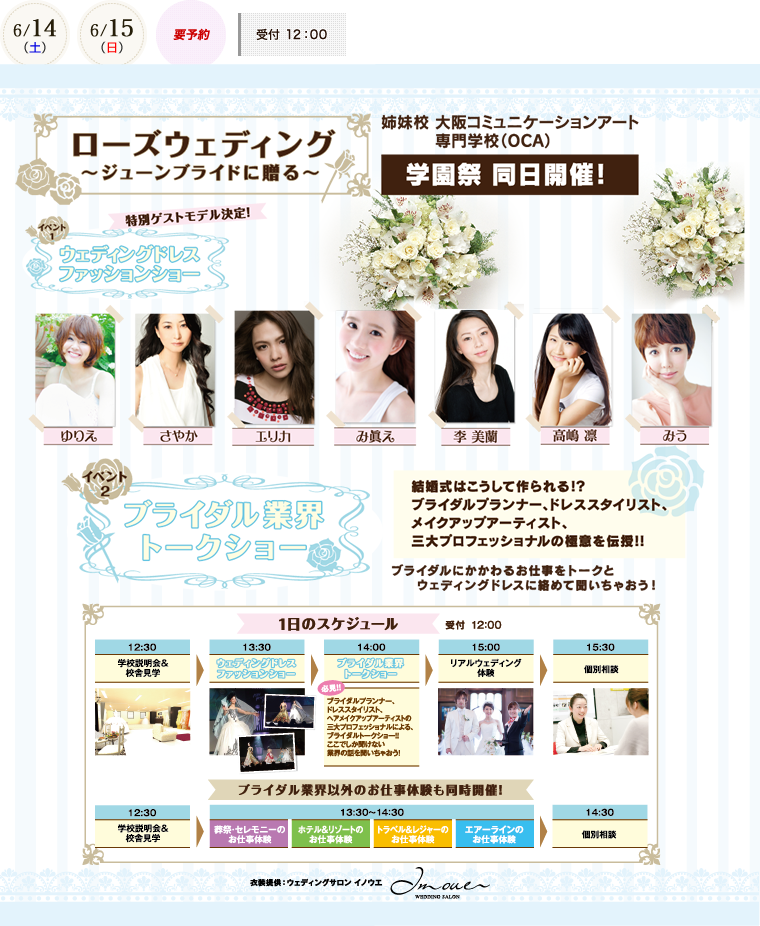 6/14
(土)
6/15
(日)
要予約
受付 12:00
ローズウェディング
～ジューンブライドに贈る～
姉妹校 大阪コミュニケーションアート
専門学校(OCA)
学園祭 同日開催!
イベント
1
特別ゲストモデル決定!
ウェディングドレス
ファッションショー
ゆりえ
さやか
エリカ
み眞え
李 美蘭
高嶋 凛
みう
イベント
2
ブライダル業界
トークショー
結婚式はこうして作られる!?
ブライダルプランナー、ドレススタイリスト、
メイクアップアーティスト、
三大プロフェッショナルの極意を伝授!!
ブライダルにかかわるお仕事をトークと
ウェディングドレスに絡めて聞いちゃおう!
1日のスケジュール
受付 12:00
12:30
学校説明会&
校舎見学
13:30
ウェディングドレス
ファッションショー
14:00
ブライダル業界
トークショー
必見!!
ブライダルプランナー、
ドレススタイリスト、
ヘアメイクアップアーティストの
三大プロフェッショナルによる、
ブライダルトークショー!!
ここでしか聞けない
業界の話を聞いちゃおう!
15:00
リアルウェディング
体験
15:30
個別相談
ブライダル業界以外のお仕事体験も同時開催!
12:30
学校説明会&
校舎見学
13:30～14:30
葬祭・セレモニーの
お仕事体験
ホテル&リゾートの
お仕事体験
トラベル&レジャーの
お仕事体験
エアーラインの
お仕事体験
14:30
個別相談
衣裳提供:ウェディングサロン イノウエ
Inoue
WEDDING SALON